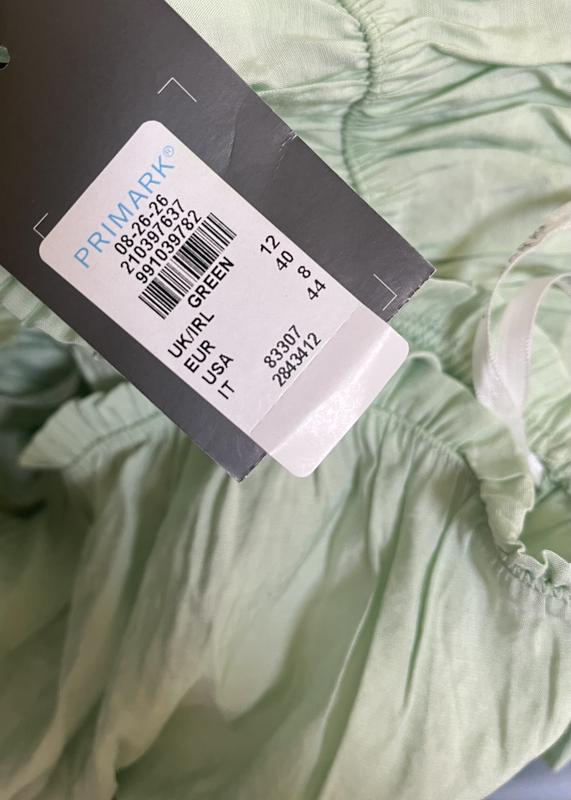 PRIMARK®
08-26-26
210397637
991039782
GREEN
UK/IRL 12
EUR 40
USA 8
IT 44
83307
2843412